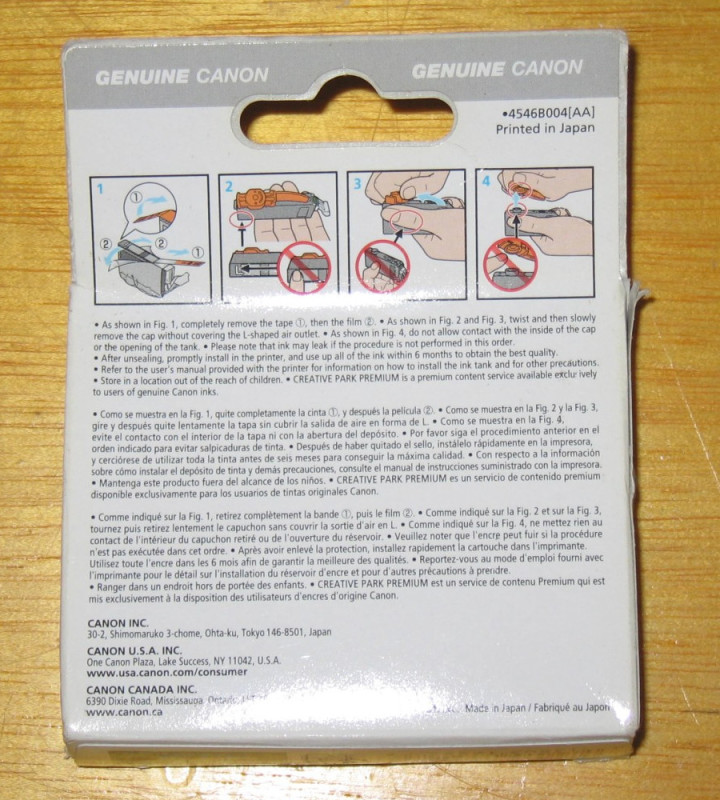 GENUINE CANON GENUINE CANON
•4546B004[AA]
Printed in Japan
1 2 3 4
①
② ② ①
• As shown in Fig. 1, completely remove the tape ①, then the film ②. • As shown in Fig. 2 and Fig. 3, twist and then slowly
remove the cap without covering the L-shaped air outlet. • As shown in Fig. 4, do not allow contact with the inside of the cap
or the opening of the tank. • Please note that ink may leak if the procedure is not performed in this order.
• After unsealing, promptly install in the printer, and use up all of the ink within 6 months to obtain the best quality.
• Refer to the user's manual provided with the printer for information on how to install the ink tank and for other precautions.
• Store in a location out of the reach of children. • CREATIVE PARK PREMIUM is a premium content service available exclusively
to users of genuine Canon inks.
• Como se muestra en la Fig. 1, quite completamente la cinta ①, y después la película ②. • Como se muestra en la Fig. 2 y la Fig. 3,
gire y después quite lentamente la tapa sin cubrir la salida de aire en forma de L. • Como se muestra en la Fig. 4,
evite el contacto con el interior de la tapa ni con la abertura del depósito. • Por favor siga el procedimiento anterior en el
orden indicado para evitar salpicaduras de tinta. • Después de haber quitado el sello, instálelo rápidamente en la impresora,
y cerciórese de utilizar toda la tinta antes de seis meses para conseguir la máxima calidad. • Con respecto a la información
sobre cómo instalar el depósito de tinta y demás precauciones, consulte el manual de instrucciones suministrado con la impresora.
• Mantenga este producto fuera del alcance de los niños. • CREATIVE PARK PREMIUM es un servicio de contenido premium
disponible exclusivamente para los usuarios de tintas originales Canon.
• Comme indiqué sur la Fig. 1, retirez complètement la bande ①, puis le film ②. • Comme indiqué sur la Fig. 2 et sur la Fig. 3,
tournez puis retirez lentement le capuchon sans couvrir la sortie d'air en L. • Comme indiqué sur la Fig. 4, ne mettez rien au
contact de l'intérieur du capuchon retiré ou de l'ouverture du réservoir. • Veuillez noter que l'encre peut fuir si la procédure
n'est pas exécutée dans cet ordre. • Après avoir enlevé la protection, installez rapidement la cartouche dans l'imprimante.
Utilisez toute l'encre dans les 6 mois afin de garantir la meilleure des qualités. • Reportez-vous au mode d'emploi fourni avec
l'imprimante pour le détail sur l'installation du réservoir d'encre et pour d'autres précautions à prendre.
• Ranger dans un endroit hors de portée des enfants. • CREATIVE PARK PREMIUM est un service de contenu Premium qui est
mis exclusivement à la disposition des utilisateurs d'encres d'origine Canon.
CANON INC.
30-2, Shimomaruko 3-chome, Ohta-ku, Tokyo 146-8501, Japan
CANON U.S.A. INC.
One Canon Plaza, Lake Success, NY 11042, U.S.A.
www.usa.canon.com/consumer
CANON CANADA INC.
6390 Dixie Road, Mississauga, Ontario
www.canon.ca
Made in Japan / Fabriqué au Japon